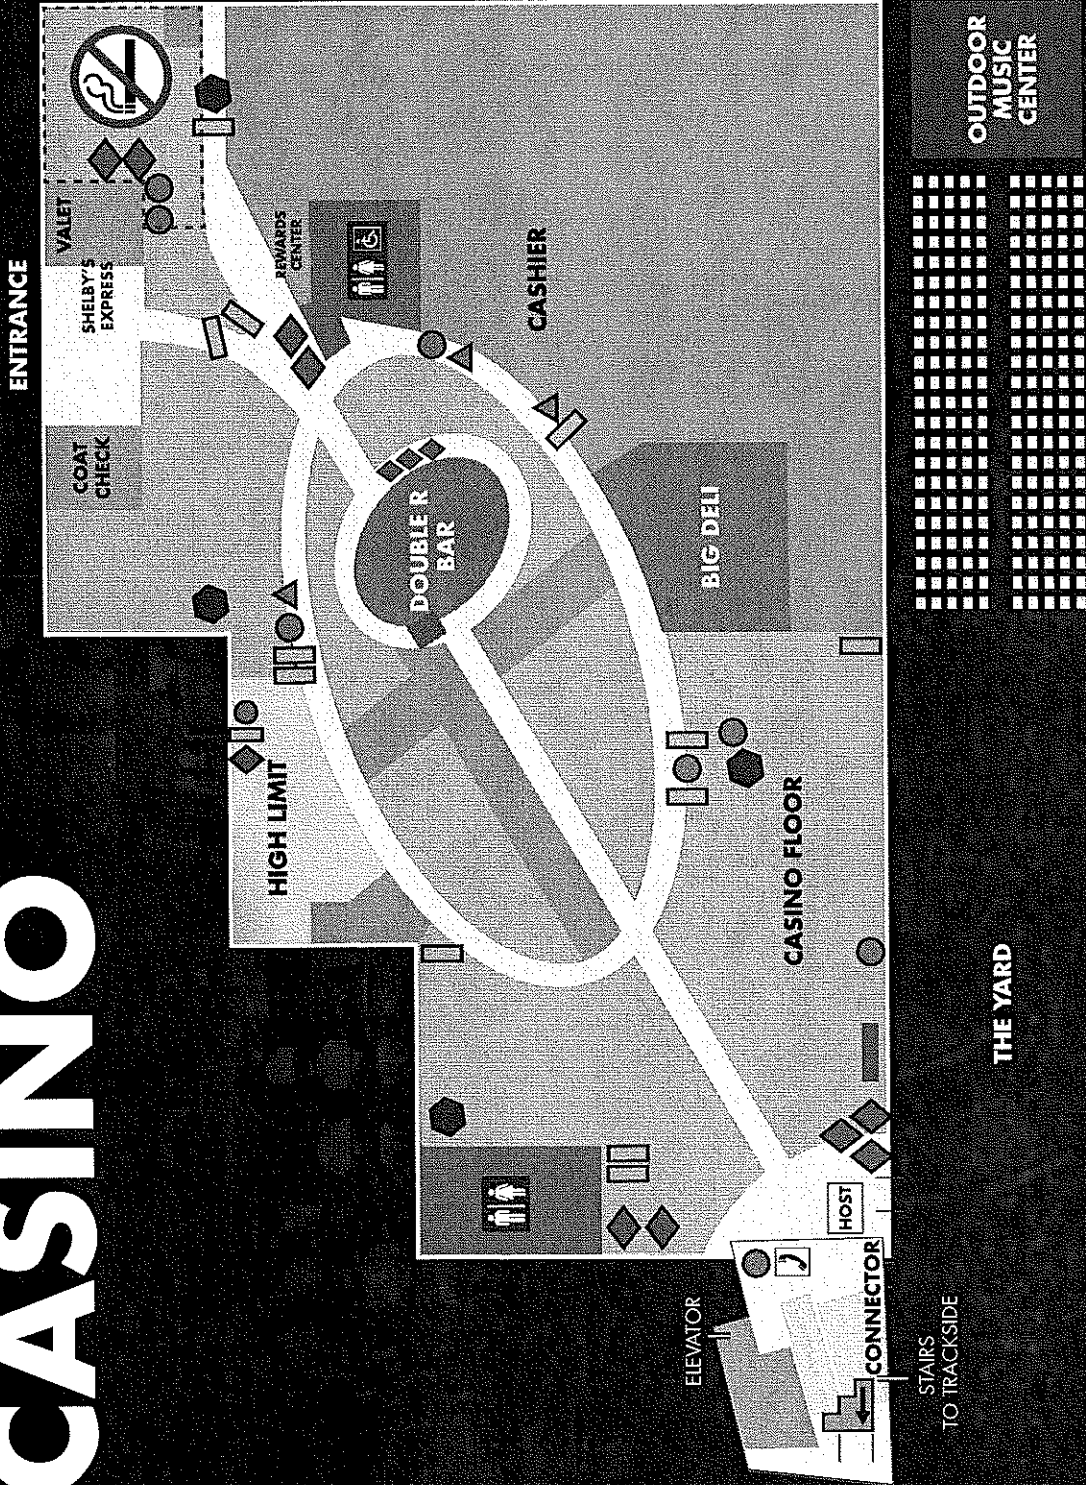 CASINO
ENTRANCE
VALET
SHELBY'S
EXPRESS
COAT
CHECK
REWARDS
CENTER
CASHIER
DOUBLE R
BAR
BIG DELI
HIGH LIMIT
CASINO FLOOR
OUTDOOR
MUSIC
CENTER
THE YARD
HOST
CONNECTOR
ELEVATOR
STAIRS
TO TRACKSIDE